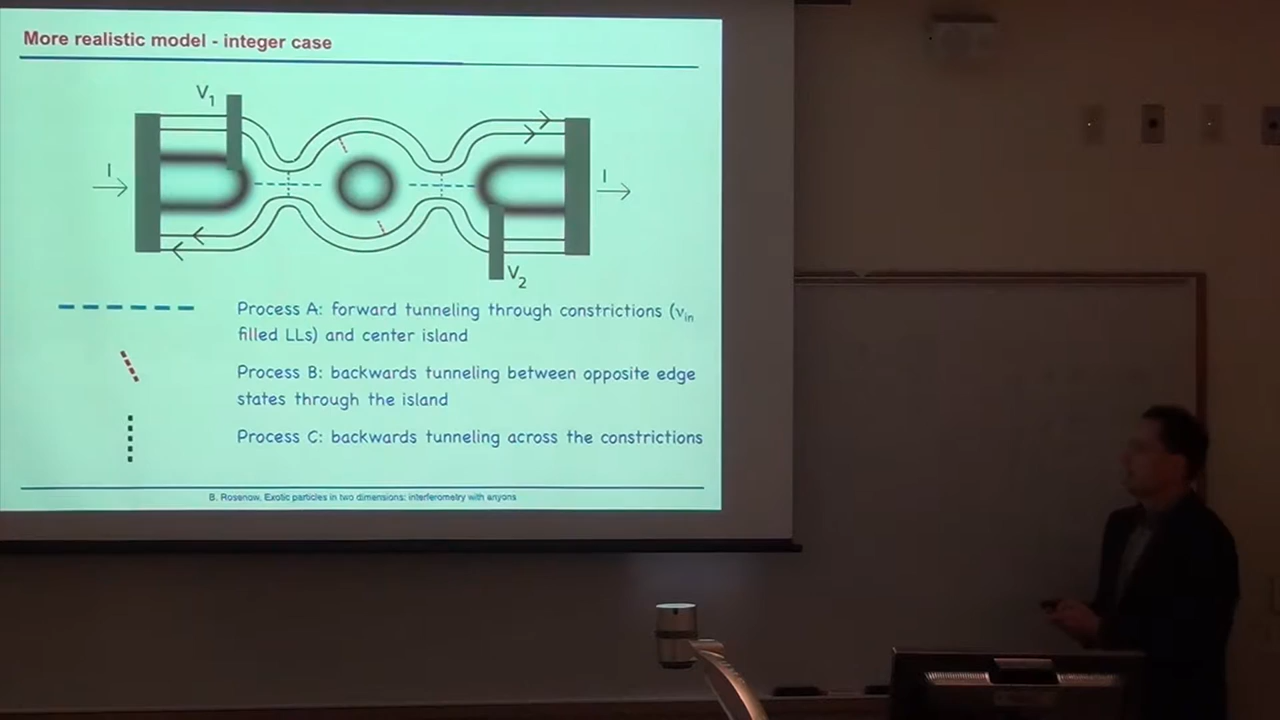 More realistic model - integer case
V1
I
I
V2
Process A: forward tunneling through constrictions (νin
filled LLs) and center island
Process B: backwards tunneling between opposite edge
states through the island
Process C: backwards tunneling across the constrictions
B. Rosenow, Exotic particles in two dimensions: interferometry with anyons